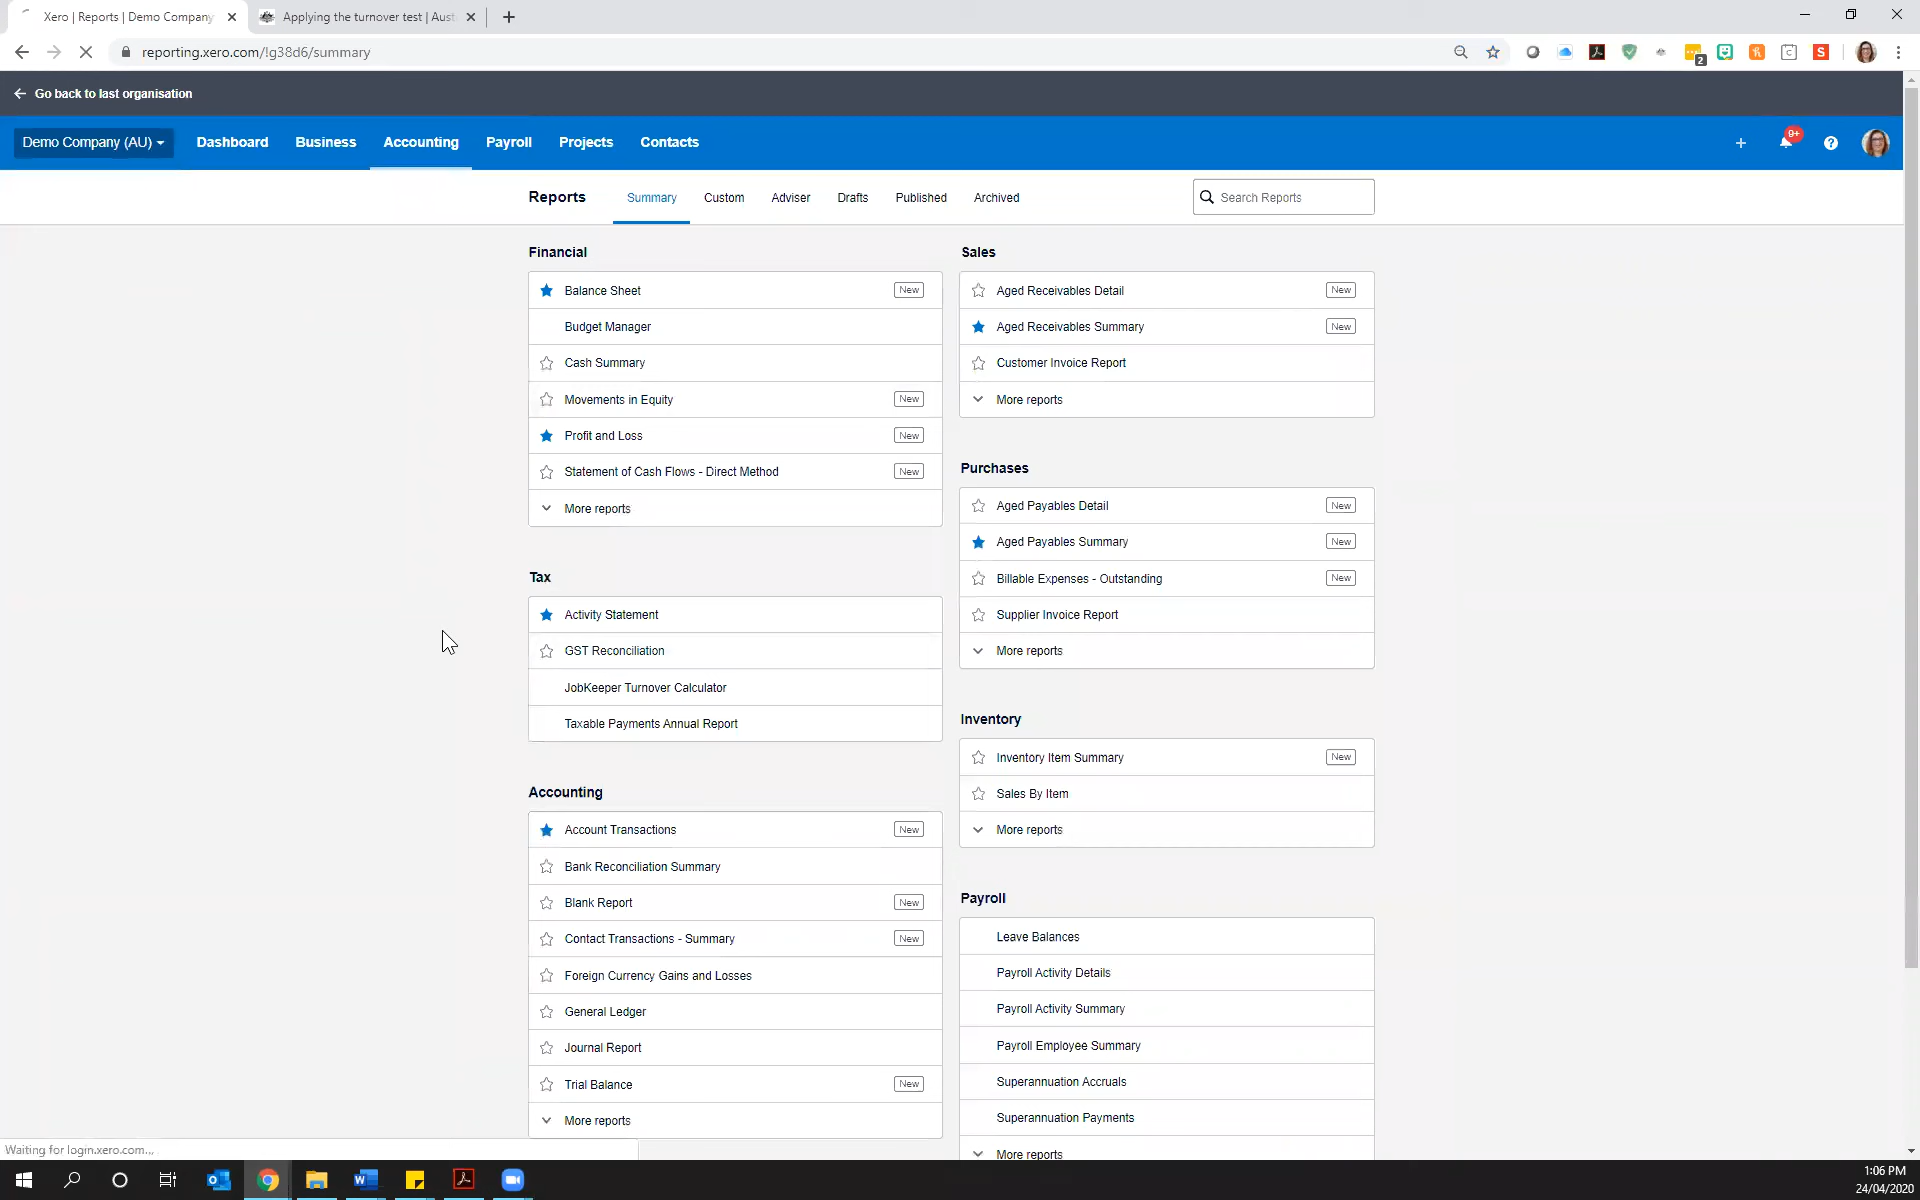 Xero | Reports | Demo Company
Applying the turnover test | Aust
reporting.xero.com/!g38d6/summary
2
Go back to last organisation
Demo Company (AU)
Dashboard
Business
Accounting
Payroll
Projects
Contacts
9+
Reports
Summary
Custom
Adviser
Drafts
Published
Archived
Search Reports
Financial
Balance Sheet New
Budget Manager
Cash Summary
Movements in Equity New
Profit and Loss New
Statement of Cash Flows - Direct Method New
More reports
Tax
Activity Statement
GST Reconciliation
JobKeeper Turnover Calculator
Taxable Payments Annual Report
Accounting
Account Transactions New
Bank Reconciliation Summary
Blank Report New
Contact Transactions - Summary New
Foreign Currency Gains and Losses
General Ledger
Journal Report
Trial Balance New
More reports
Sales
Aged Receivables Detail New
Aged Receivables Summary New
Customer Invoice Report
More reports
Purchases
Aged Payables Detail New
Aged Payables Summary New
Billable Expenses - Outstanding New
Supplier Invoice Report
More reports
Inventory
Inventory Item Summary New
Sales By Item
More reports
Payroll
Leave Balances
Payroll Activity Details
Payroll Activity Summary
Payroll Employee Summary
Superannuation Accruals
Superannuation Payments
More reports
Waiting for login.xero.com...
1:06 PM
24/04/2020